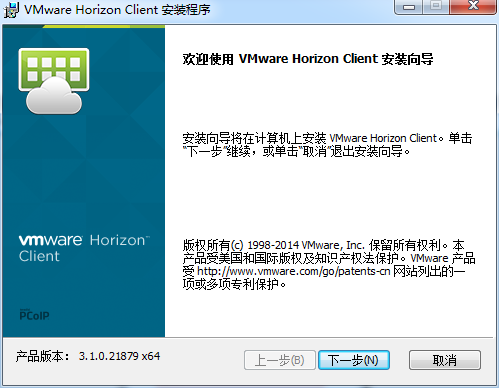 VMware Horizon Client 安装程序
欢迎使用 VMware Horizon Client 安装向导
安装向导将在计算机上安装 VMware Horizon Client。单击
“下一步”继续，或单击“取消”退出安装向导。
vmware Horizon™
Client
版权所有(c) 1998-2014 VMware, Inc. 保留所有权利。本
产品受美国和国际版权及知识产权法保护。VMware 产品
受 http://www.vmware.com/go/patents-cn 网站列出的一
项或多项专利保护。
PCoIP
产品版本： 3.1.0.21879 x64
上一步(B) 下一步(N) 取消